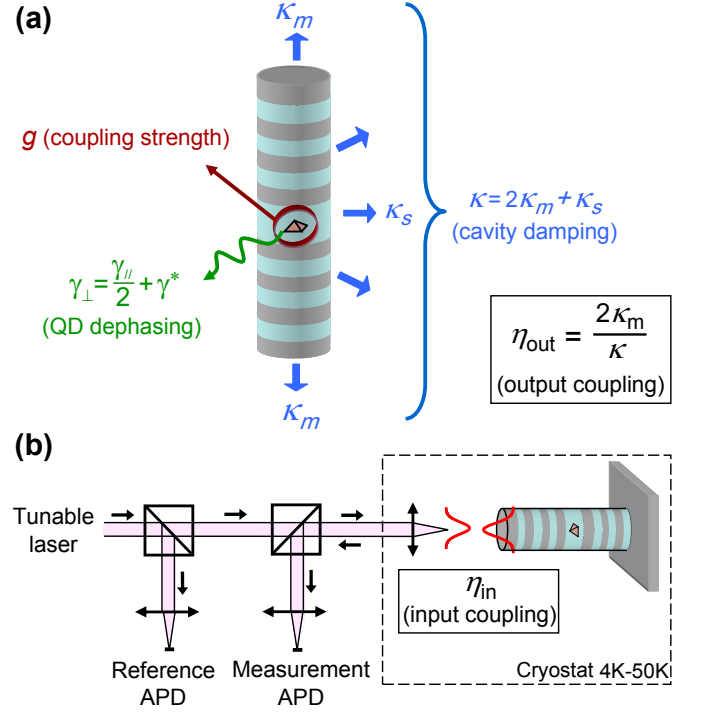 (a)
κm
g (coupling strength)
κs
κ = 2κm + κs
(cavity damping)
γ⊥ = γ// / 2 + γ*
(QD dephasing)
ηout = 2κm / κ
(output coupling)
κm
(b)
Tunable
laser
ηin
(input coupling)
Reference
APD
Measurement
APD
Cryostat 4K-50K